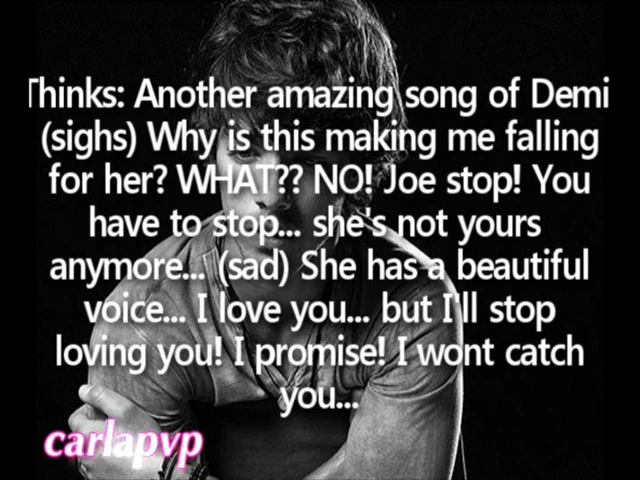 Thinks: Another amazing song of Demi
(sighs) Why is this making me falling
for her? WHAT?? NO! Joe stop! You
have to stop... she's not yours
anymore... (sad) She has a beautiful
voice... I love you... but I'll stop
loving you! I promise! I wont catch
you...
carlapvp